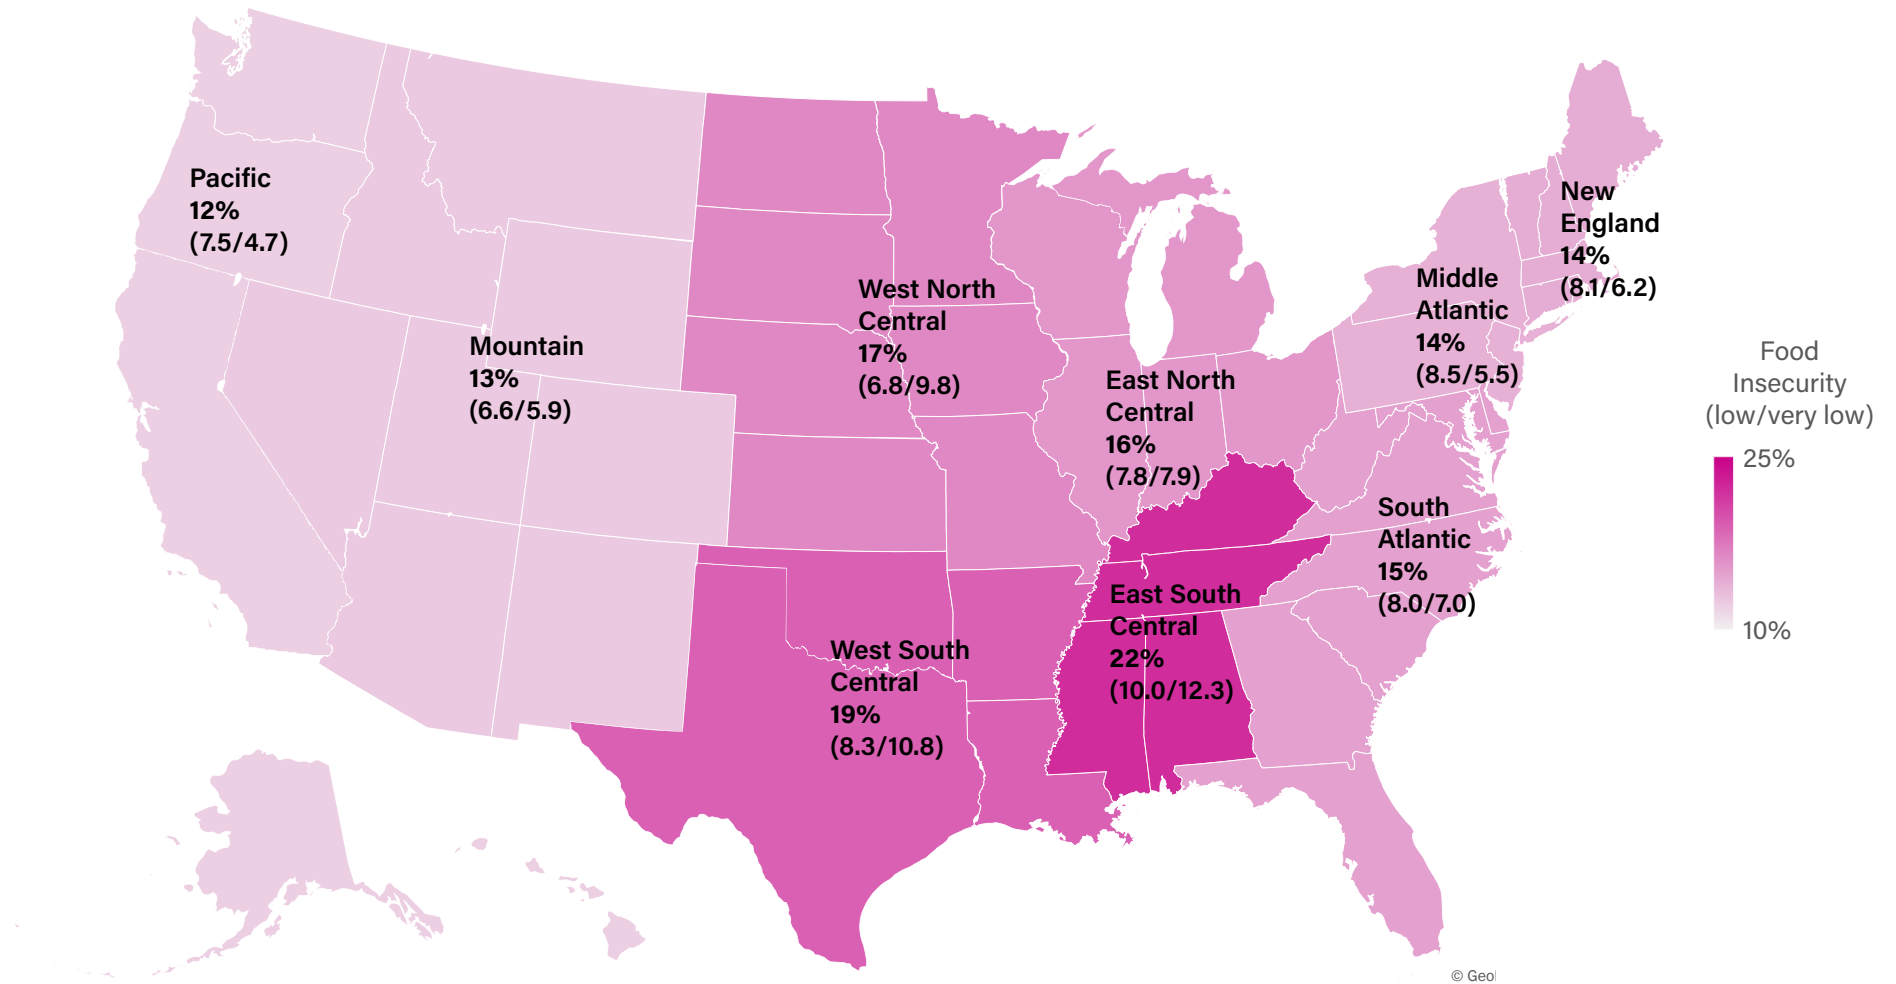 Pacific
12%
(7.5/4.7)
Mountain
13%
(6.6/5.9)
West North
Central
17%
(6.8/9.8)
East North
Central
16%
(7.8/7.9)
Middle
Atlantic
14%
(8.5/5.5)
New
England
14%
(8.1/6.2)
South
Atlantic
15%
(8.0/7.0)
East South
Central
22%
(10.0/12.3)
West South
Central
19%
(8.3/10.8)
Food
Insecurity
(low/very low)
25%
10%
© Geo